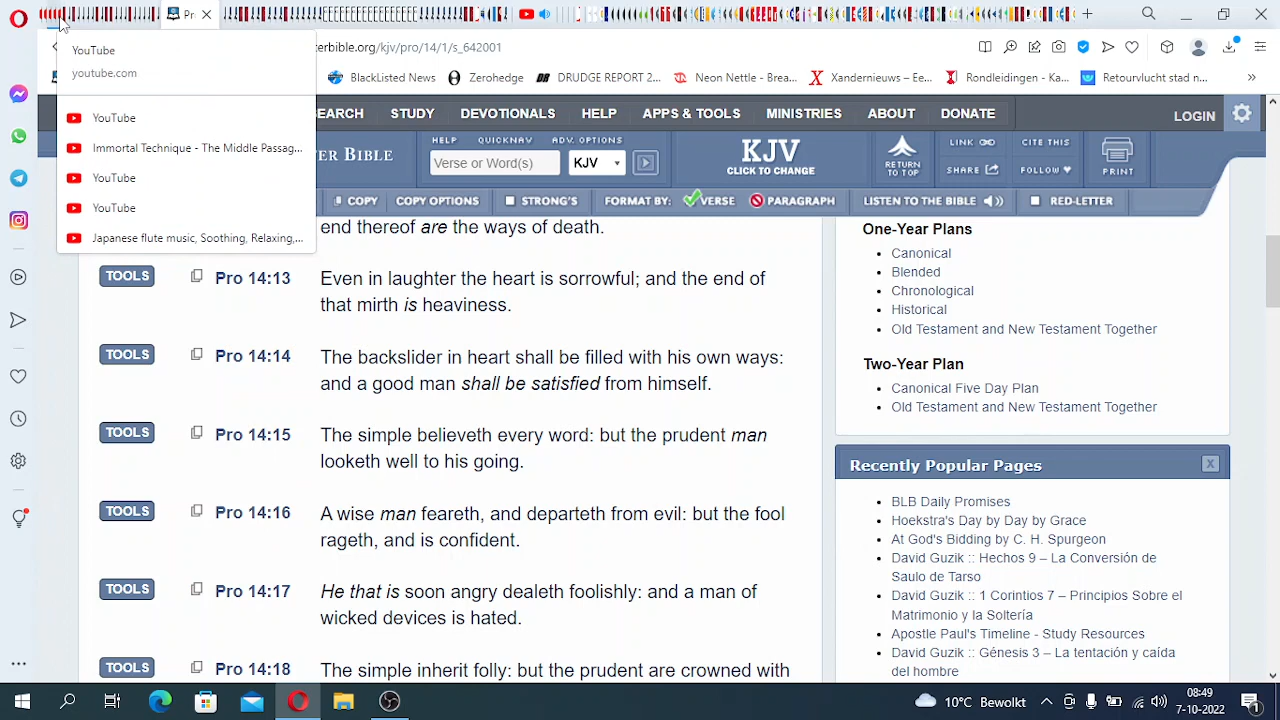 Pr
YouTube
youtube.com
YouTube
Immortal Technique - The Middle Passag...
YouTube
YouTube
Japanese flute music, Soothing, Relaxing,...
erbible.org/kjv/pro/14/1/s_642001
BlackListed News
Zerohedge
DRUDGE REPORT 2...
Neon Nettle - Brea...
Xandernieuws – Ee...
Rondleidingen - Ka...
Retourvlucht stad n...
EARCH
STUDY
DEVOTIONALS
HELP
APPS & TOOLS
MINISTRIES
ABOUT
DONATE
LOGIN
ER BIBLE
HELP
QUICKNAV
ADV. OPTIONS
Verse or Word(s)
KJV
KJV
CLICK TO CHANGE
RETURN
TO TOP
LINK
SHARE
CITE THIS
FOLLOW
PRINT
COPY
COPY OPTIONS
STRONG'S
FORMAT BY:
VERSE
PARAGRAPH
LISTEN TO THE BIBLE
RED-LETTER
end thereof are the ways of death.
TOOLS
Pro 14:13
Even in laughter the heart is sorrowful; and the end of
that mirth is heaviness.
TOOLS
Pro 14:14
The backslider in heart shall be filled with his own ways:
and a good man shall be satisfied from himself.
TOOLS
Pro 14:15
The simple believeth every word: but the prudent man
looketh well to his going.
TOOLS
Pro 14:16
A wise man feareth, and departeth from evil: but the fool
rageth, and is confident.
TOOLS
Pro 14:17
He that is soon angry dealeth foolishly: and a man of
wicked devices is hated.
TOOLS
Pro 14:18
The simple inherit folly: but the prudent are crowned with
One-Year Plans
Canonical
Blended
Chronological
Historical
Old Testament and New Testament Together
Two-Year Plan
Canonical Five Day Plan
Old Testament and New Testament Together
Recently Popular Pages
X
BLB Daily Promises
Hoekstra's Day by Day by Grace
At God's Bidding by C. H. Spurgeon
David Guzik :: Hechos 9 – La Conversión de
Saulo de Tarso
David Guzik :: 1 Corintios 7 – Principios Sobre el
Matrimonio y la Soltería
Apostle Paul's Timeline - Study Resources
David Guzik :: Génesis 3 – La tentación y caída
del hombre
10°C Bewolkt
08:49
7-10-2022
1